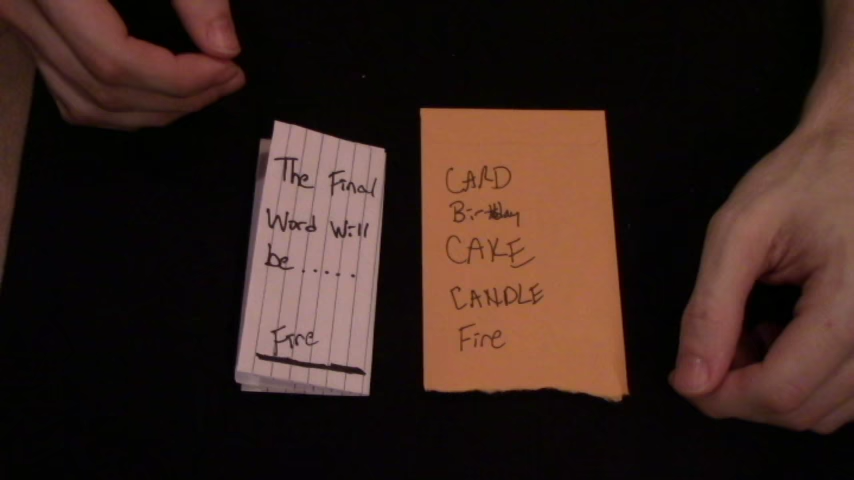 The Final
Word Will
be.....
Fire
CARD
Birthday
CAKE
CANDLE
Fire